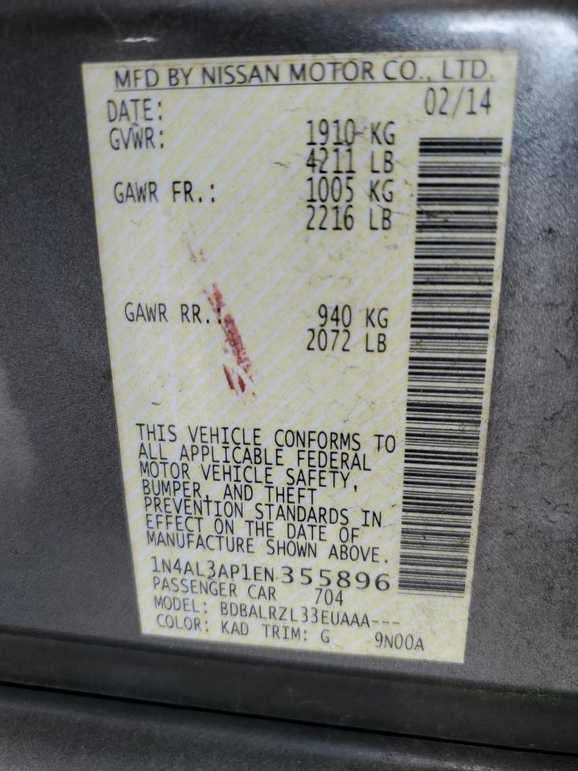 MFD BY NISSAN MOTOR CO., LTD.
DATE: 02/14
GVWR: 1910 KG
4211 LB
GAWR FR.: 1005 KG
2216 LB
GAWR RR.: 940 KG
2072 LB
THIS VEHICLE CONFORMS TO
ALL APPLICABLE FEDERAL
MOTOR VEHICLE SAFETY,
BUMPER, AND THEFT
PREVENTION STANDARDS IN
EFFECT ON THE DATE OF
MANUFACTURE SHOWN ABOVE.
1N4AL3AP1EN355896
PASSENGER CAR 704
MODEL: BDBALRZL33EUAAA---
COLOR: KAD TRIM: G 9N00A